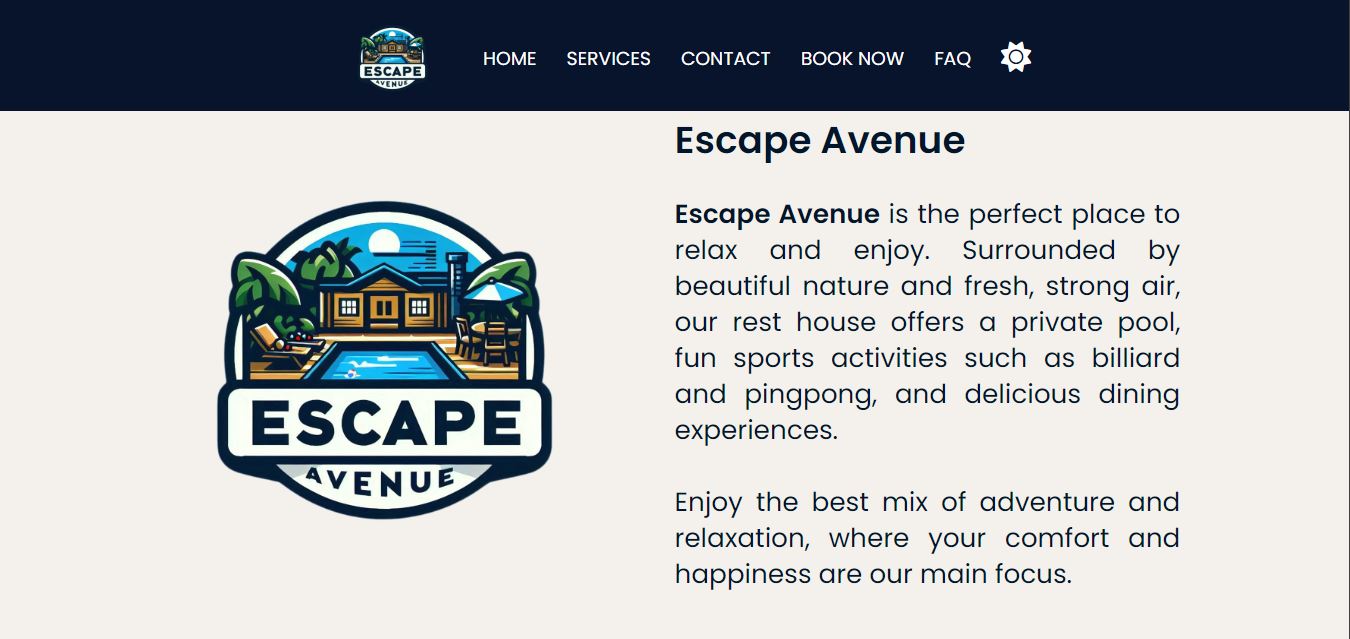 ESCAPE
AVENUE
HOME SERVICES CONTACT BOOK NOW FAQ
Escape Avenue
ESCAPE
AVENUE
Escape Avenue is the perfect place to
relax and enjoy. Surrounded by
beautiful nature and fresh, strong air,
our rest house offers a private pool,
fun sports activities such as billiard
and pingpong, and delicious dining
experiences.
Enjoy the best mix of adventure and
relaxation, where your comfort and
happiness are our main focus.